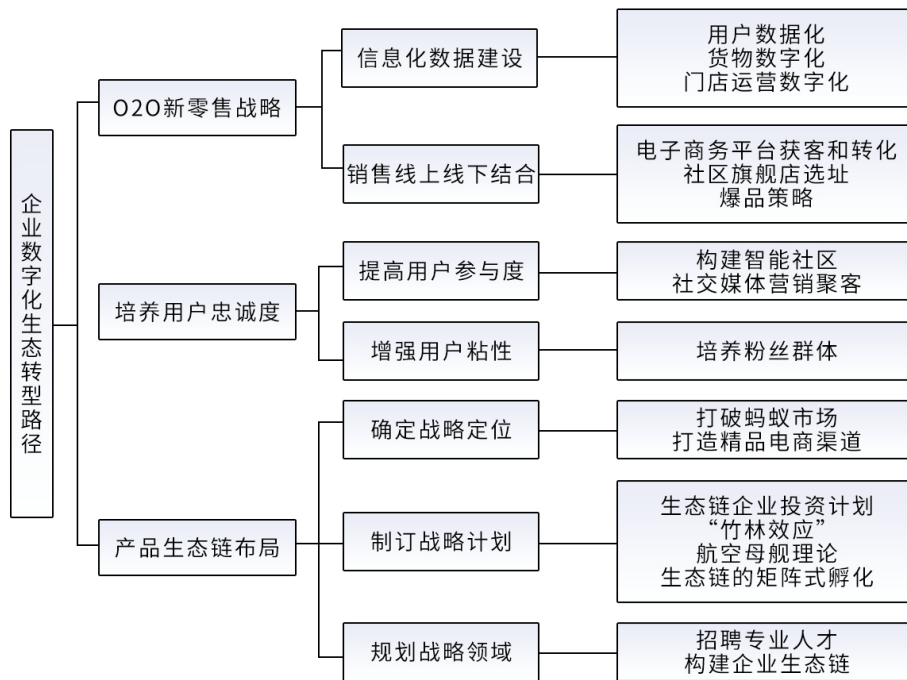 企业数字化生态转型路径
O2O新零售战略
信息化数据建设
用户数据化
货物数字化
门店运营数字化
销售线上线下结合
电子商务平台获客和转化
社区旗舰店选址
爆品策略
培养用户忠诚度
提高用户参与度
构建智能社区
社交媒体营销聚客
增强用户粘性
培养粉丝群体
产品生态链布局
确定战略定位
打破蚂蚁市场
打造精品电商渠道
制订战略计划
生态链企业投资计划
“竹林效应”
航空母舰理论
生态链的矩阵式孵化
规划战略领域
招聘专业人才
构建企业生态链